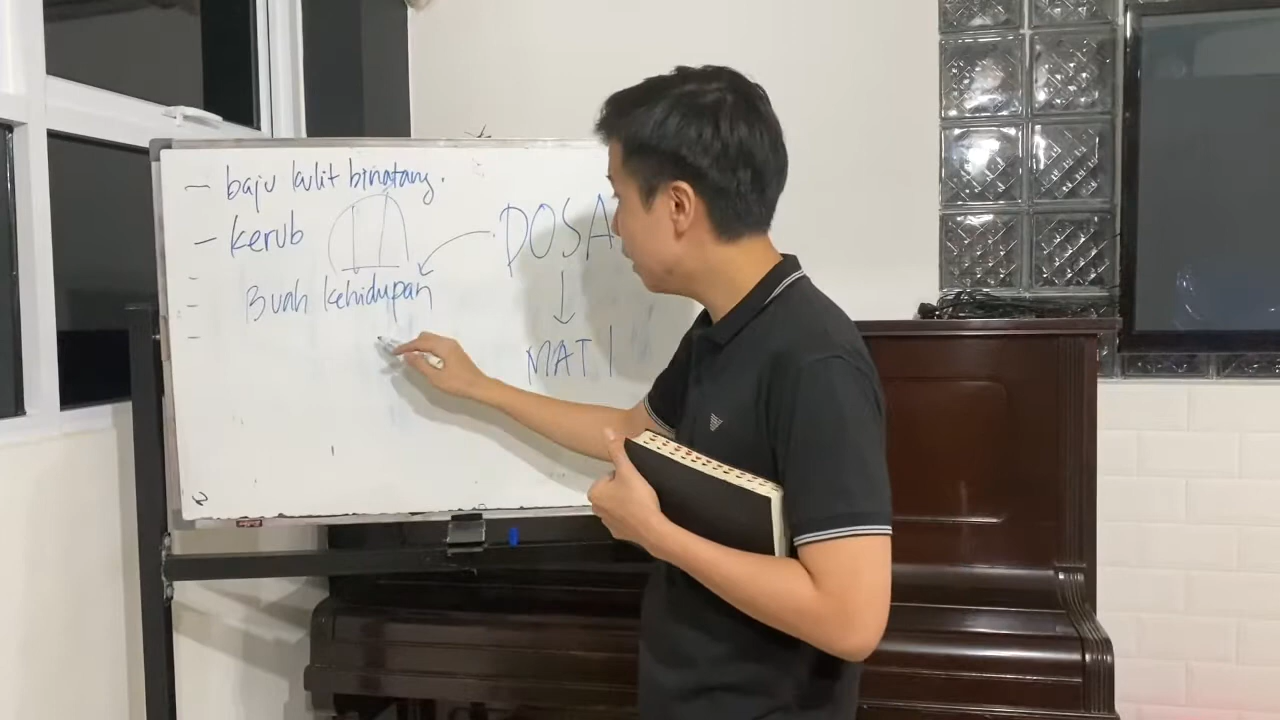 – baju kulit binatang.
– kerub
DOSA
Buah kehidupan
MATI